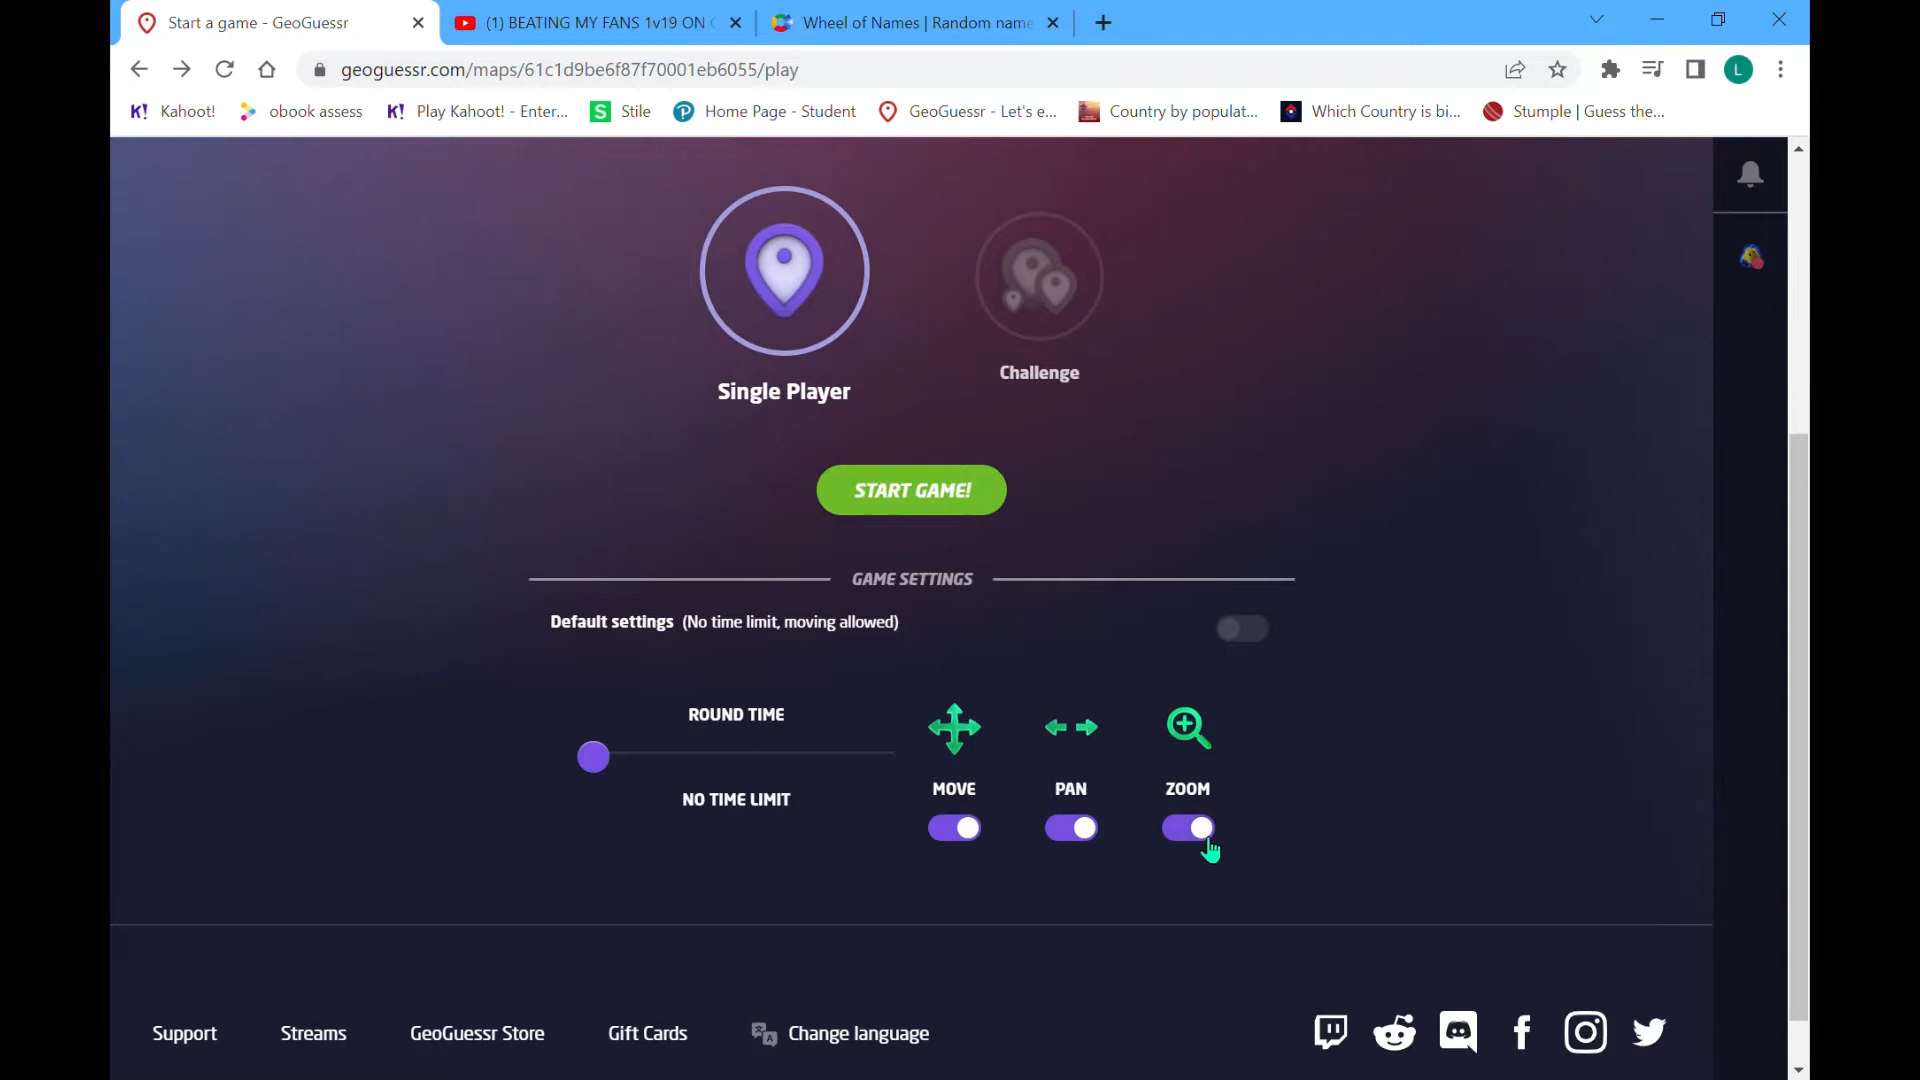 Start a game - GeoGuessr
(1) BEATING MY FANS 1v19 ON
Wheel of Names | Random name
geoguessr.com/maps/61c1d9be6f87f70001eb6055/play
L
K! Kahoot!
obook assess
K! Play Kahoot! - Enter...
S Stile
P Home Page - Student
GeoGuessr - Let's e...
Country by populat...
Which Country is bi...
Stumple | Guess the...
Single Player
Challenge
START GAME!
GAME SETTINGS
Default settings (No time limit, moving allowed)
ROUND TIME
NO TIME LIMIT
MOVE
PAN
ZOOM
Support
Streams
GeoGuessr Store
Gift Cards
Change language